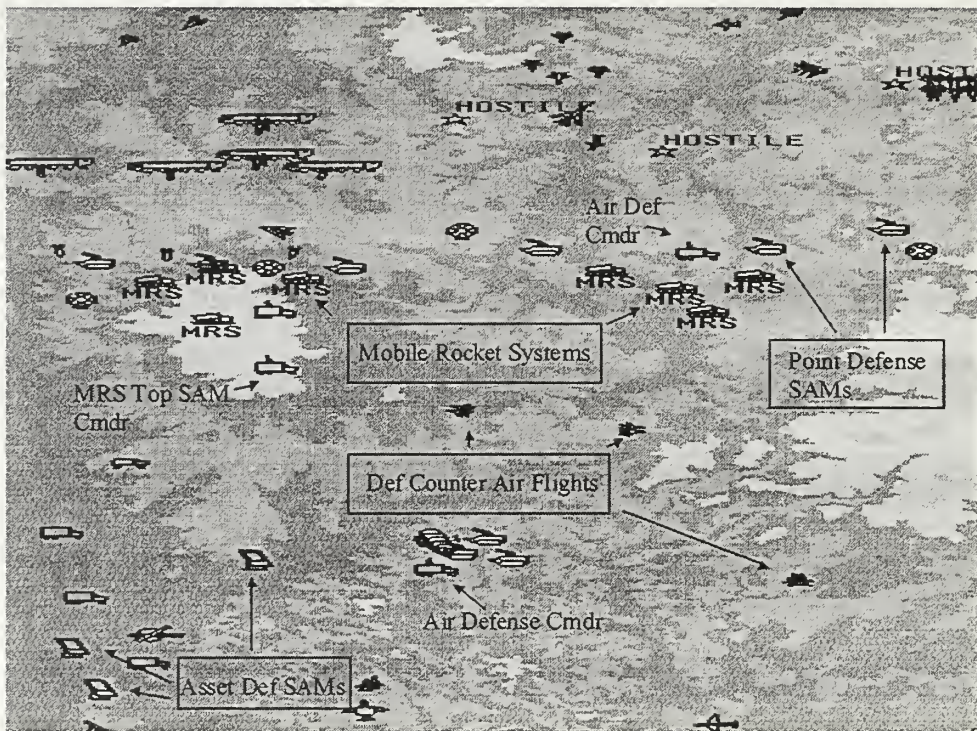 HOSTI
HOSTILE
HOSTILE
Air Def
Cmdr
MRS
MRS
MRS
MRS
MRS
MRS
MRS
MRS
Mobile Rocket Systems
Point Defense
SAMs
MRS Top SAM
Cmdr
Def Counter Air Flights
Air Defense Cmdr
Asset Def SAMs